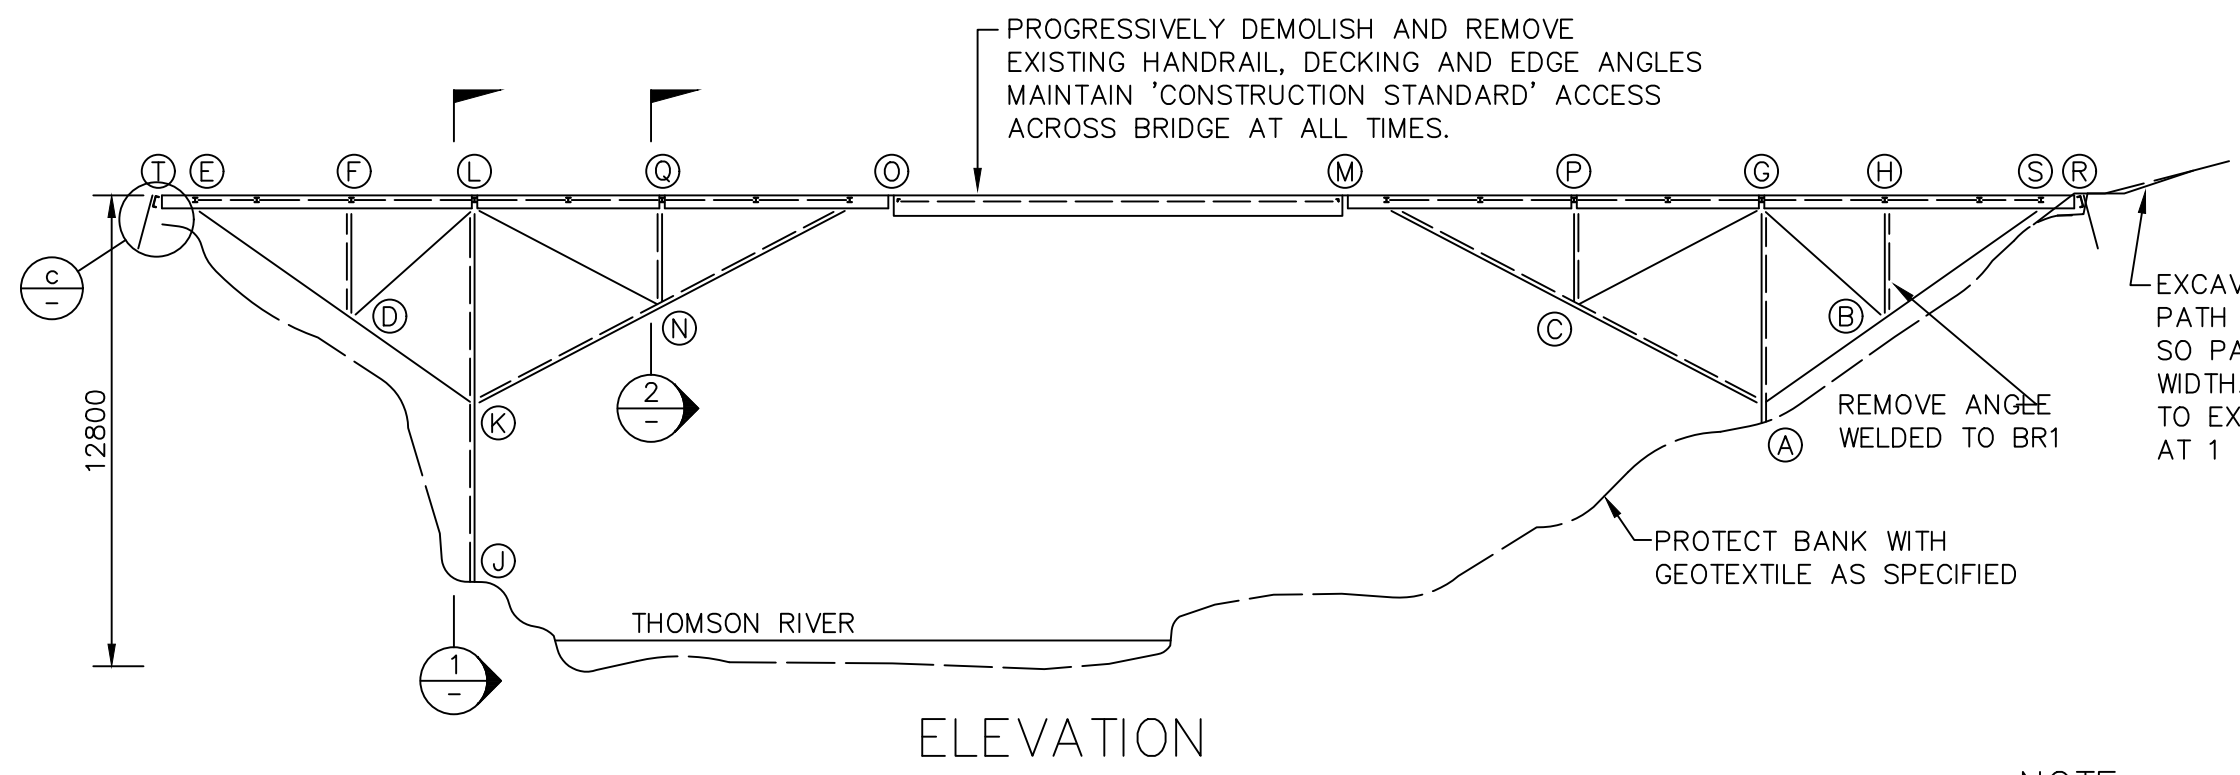 PROGRESSIVELY DEMOLISH AND REMOVE
EXISTING HANDRAIL, DECKING AND EDGE ANGLES
MAINTAIN 'CONSTRUCTION STANDARD' ACCESS
ACROSS BRIDGE AT ALL TIMES.
T E F L Q O M P G H S R
c
-
D
N
C
B
EXCAV
PATH
SO PA
WIDTH.
TO EX
AT 1
2
-
12800
K
REMOVE ANGLE
WELDED TO BR1
A
J
PROTECT BANK WITH
GEOTEXTILE AS SPECIFIED
THOMSON RIVER
1
-
ELEVATION